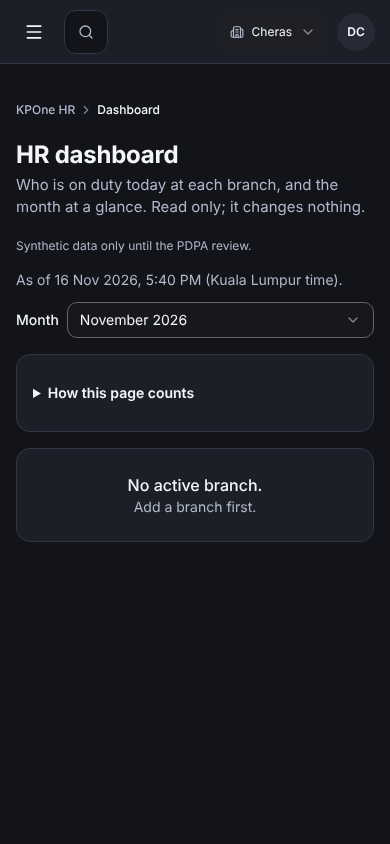 Cheras
DC
KPOne HR > Dashboard
HR dashboard
Who is on duty today at each branch, and the
month at a glance. Read only; it changes nothing.
Synthetic data only until the PDPA review.
As of 16 Nov 2026, 5:40 PM (Kuala Lumpur time).
Month
November 2026
How this page counts
No active branch.
Add a branch first.